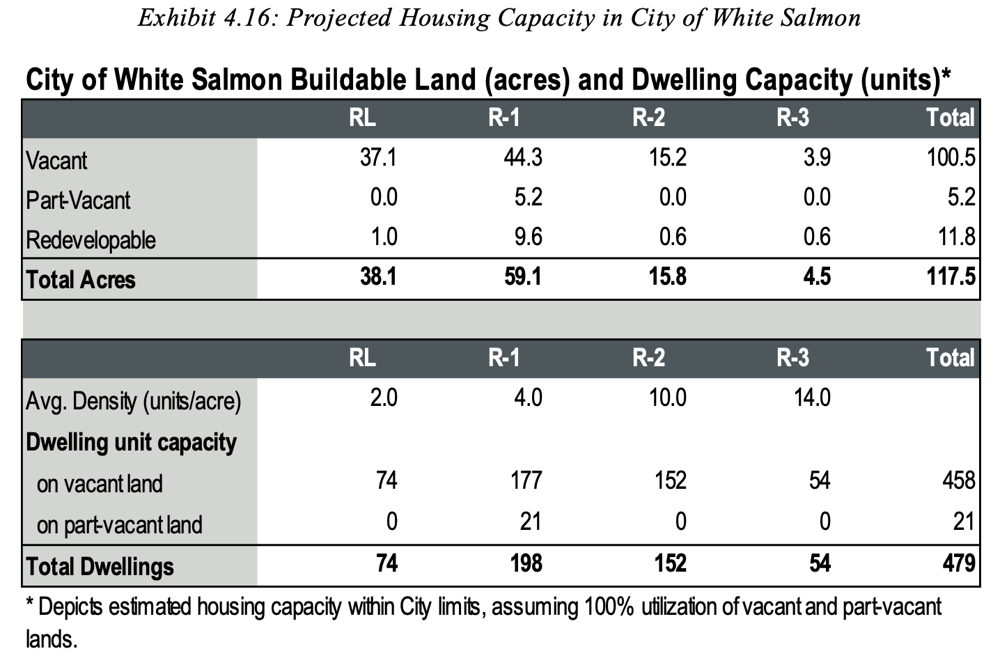 Exhibit 4.16: Projected Housing Capacity in City of White Salmon
City of White Salmon Buildable Land (acres) and Dwelling Capacity (units)*
RL R-1 R-2 R-3 Total
Vacant 37.1 44.3 15.2 3.9 100.5
Part-Vacant 0.0 5.2 0.0 0.0 5.2
Redevelopable 1.0 9.6 0.6 0.6 11.8
Total Acres 38.1 59.1 15.8 4.5 117.5
RL R-1 R-2 R-3 Total
Avg. Density (units/acre) 2.0 4.0 10.0 14.0
Dwelling unit capacity
on vacant land 74 177 152 54 458
on part-vacant land 0 21 0 0 21
Total Dwellings 74 198 152 54 479
* Depicts estimated housing capacity within City limits, assuming 100% utilization of vacant and part-vacant
lands.